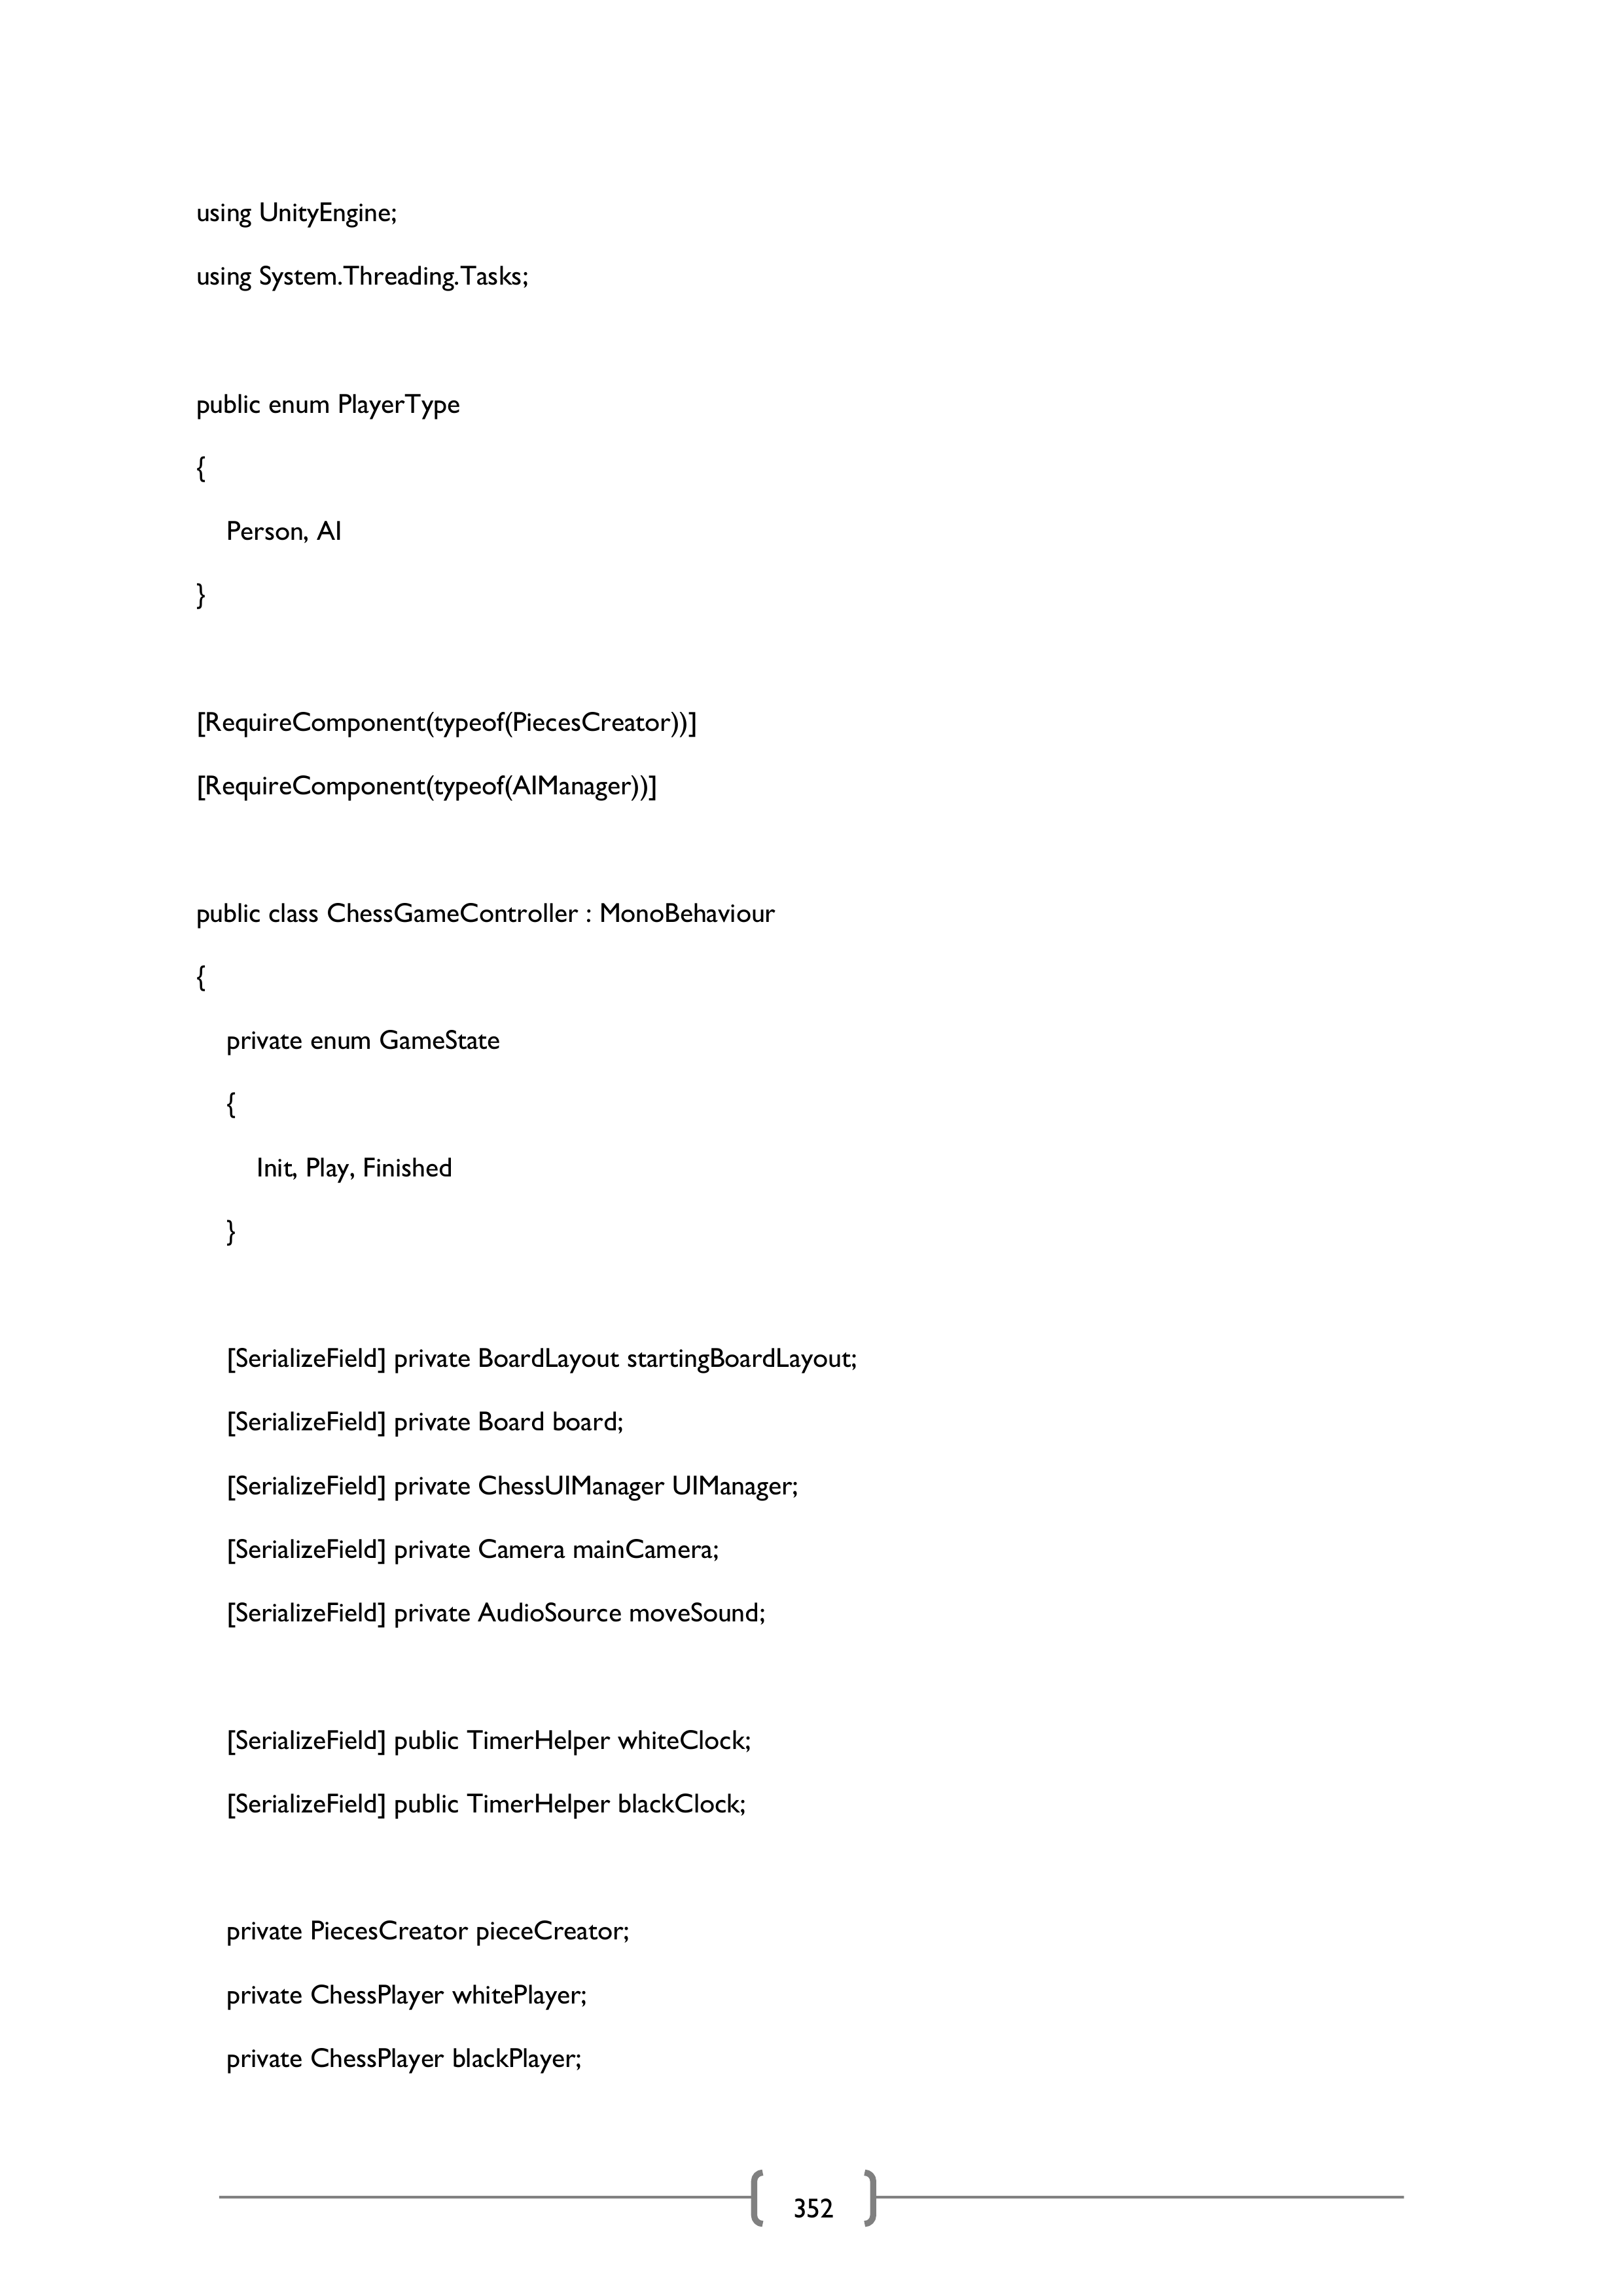 using UnityEngine;
using System.Threading.Tasks;
public enum PlayerType
{
Person, AI
}
[RequireComponent(typeof(PiecesCreator))]
[RequireComponent(typeof(AIManager))]
public class ChessGameController : MonoBehaviour
{
private enum GameState
{
Init, Play, Finished
}
[SerializeField] private BoardLayout startingBoardLayout;
[SerializeField] private Board board;
[SerializeField] private ChessUIManager UIManager;
[SerializeField] private Camera mainCamera;
[SerializeField] private AudioSource moveSound;
[SerializeField] public TimerHelper whiteClock;
[SerializeField] public TimerHelper blackClock;
private PiecesCreator pieceCreator;
private ChessPlayer whitePlayer;
private ChessPlayer blackPlayer;
352